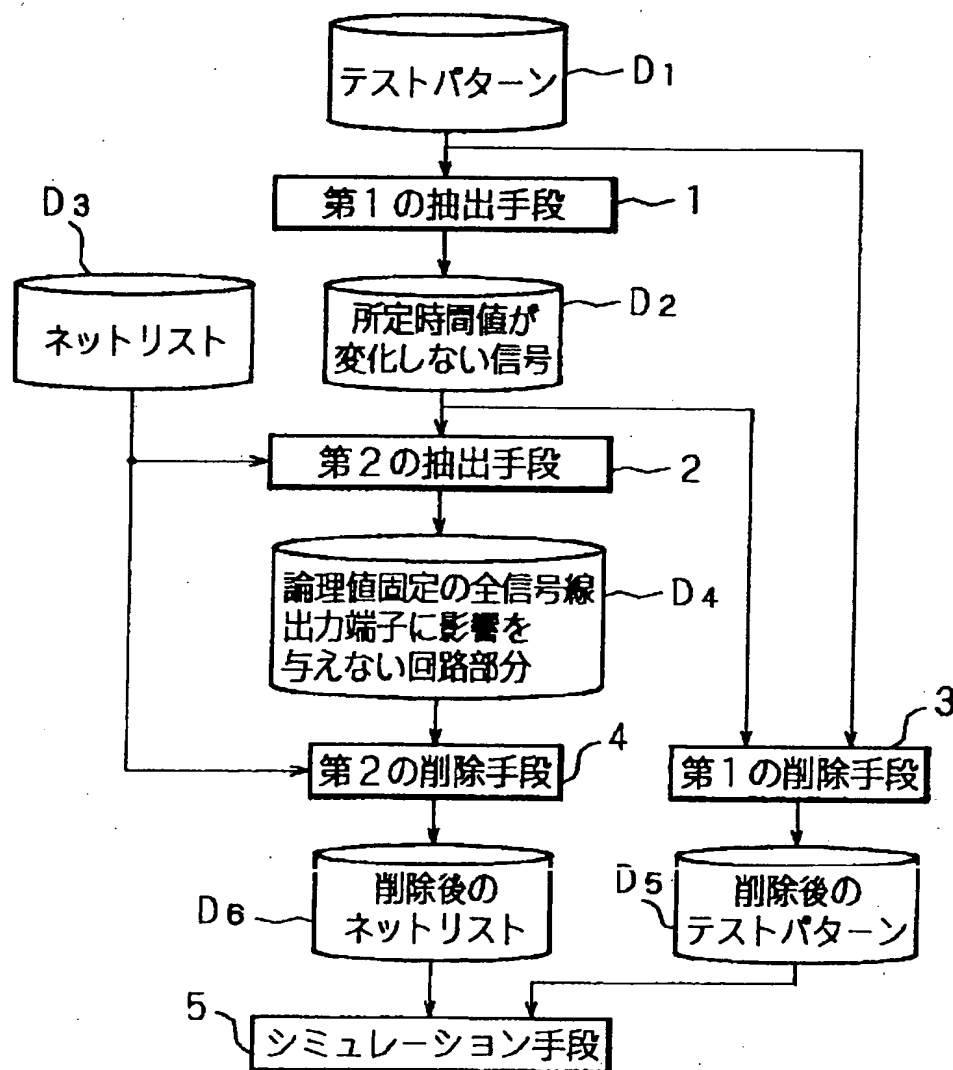 テストパターン
D1
第1の抽出手段
1
D3
所定時間値が
変化しない信号
D2
ネットリスト
第2の抽出手段
2
論理値固定の全信号線
出力端子に影響を
与えない回路部分
D4
4
3
第2の削除手段
第1の削除手段
D6
削除後の
ネットリスト
D5
削除後の
テストパターン
5
シミュレーション手段